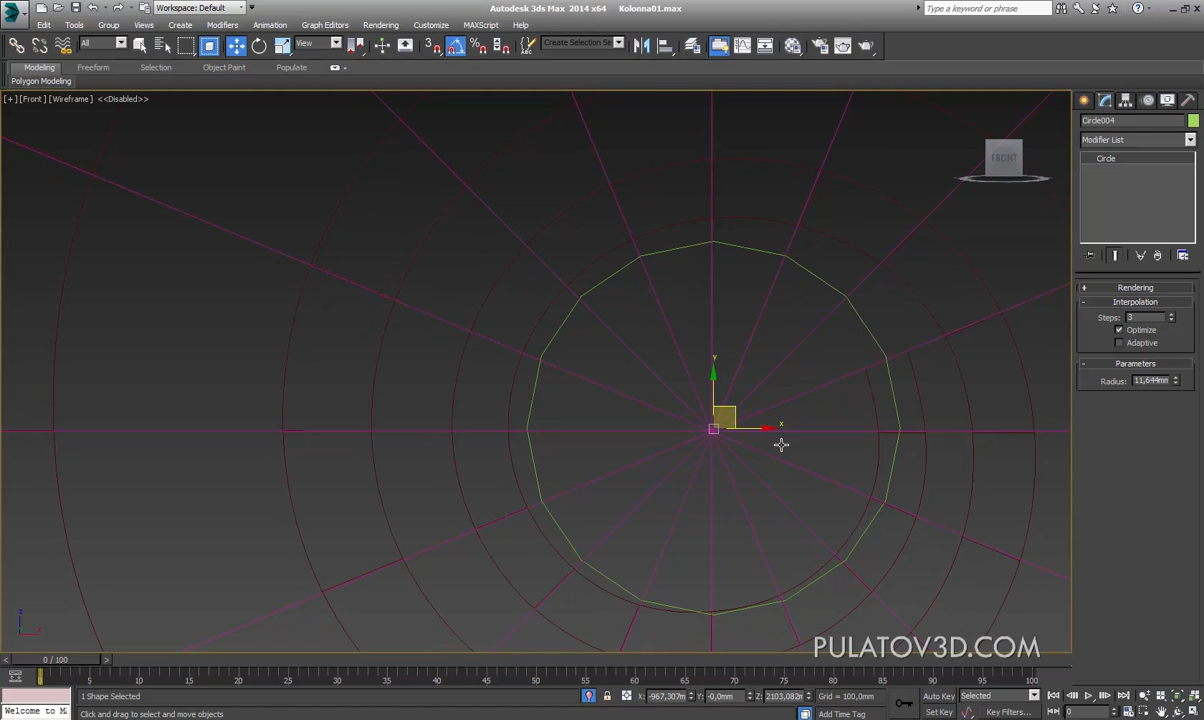 Autodesk 3ds Max 2014 x64    Kolonna01.max
Workspace: Default
Type a keyword or phrase
Edit Tools Group Views Create Modifiers Animation Graph Editors Rendering Customize MAXScript Help
All
View
Create Selection Se
Modeling Freeform Selection Object Paint Populate
Polygon Modeling
[+] [Front] [Wireframe] <<Disabled>>
FRONT
Circle004
Modifier List
Circle
+ Rendering
- Interpolation
Steps: 3
Optimize
Adaptive
- Parameters
Radius: 11,644mm
y
x
z
x
PULATOV3D.COM
< 0 / 100 >
0 5 10 15 20 25 30 35 40 45 50 55 60 65 70 75 80 85 90 95 100
1 Shape Selected
X: -967,307m Y: -0,0mm Z: 2103,082m Grid = 100,0mm
Auto Key Selected
Welcome to M
Click and drag to select and move objects
Add Time Tag
Set Key Key Filters... 0